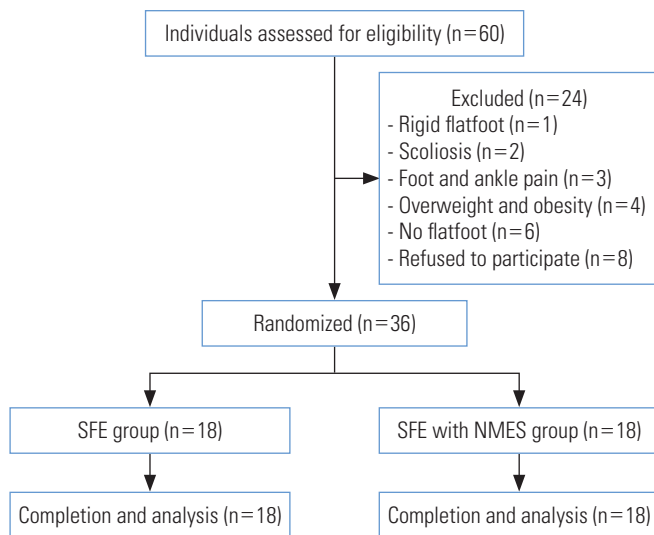 Individuals assessed for eligibility (n=60)
Excluded (n=24)
- Rigid flatfoot (n=1)
- Scoliosis (n=2)
- Foot and ankle pain (n=3)
- Overweight and obesity (n=4)
- No flatfoot (n=6)
- Refused to participate (n=8)
Randomized (n=36)
SFE group (n=18)
SFE with NMES group (n=18)
Completion and analysis (n=18)
Completion and analysis (n=18)